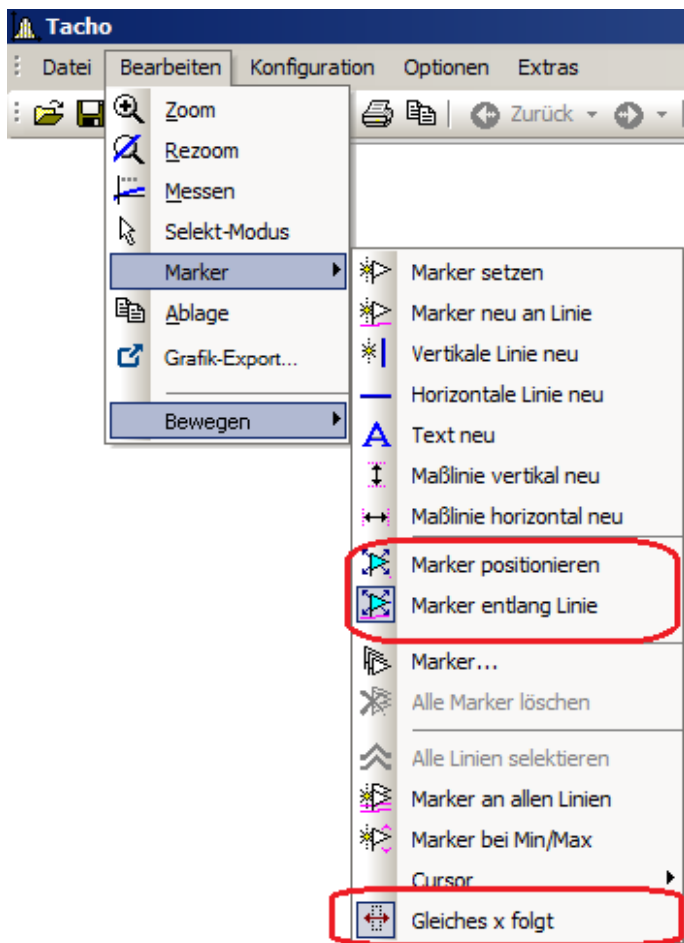 Tacho
Datei Bearbeiten Konfiguration Optionen Extras
Zurück
Zoom
Rezoom
Messen
Selekt-Modus
Marker
Ablage
Grafik-Export...
Bewegen
Marker setzen
Marker neu an Linie
Vertikale Linie neu
Horizontale Linie neu
Text neu
Maßlinie vertikal neu
Maßlinie horizontal neu
Marker positionieren
Marker entlang Linie
Marker...
Alle Marker löschen
Alle Linien selektieren
Marker an allen Linien
Marker bei Min/Max
Cursor
Gleiches x folgt